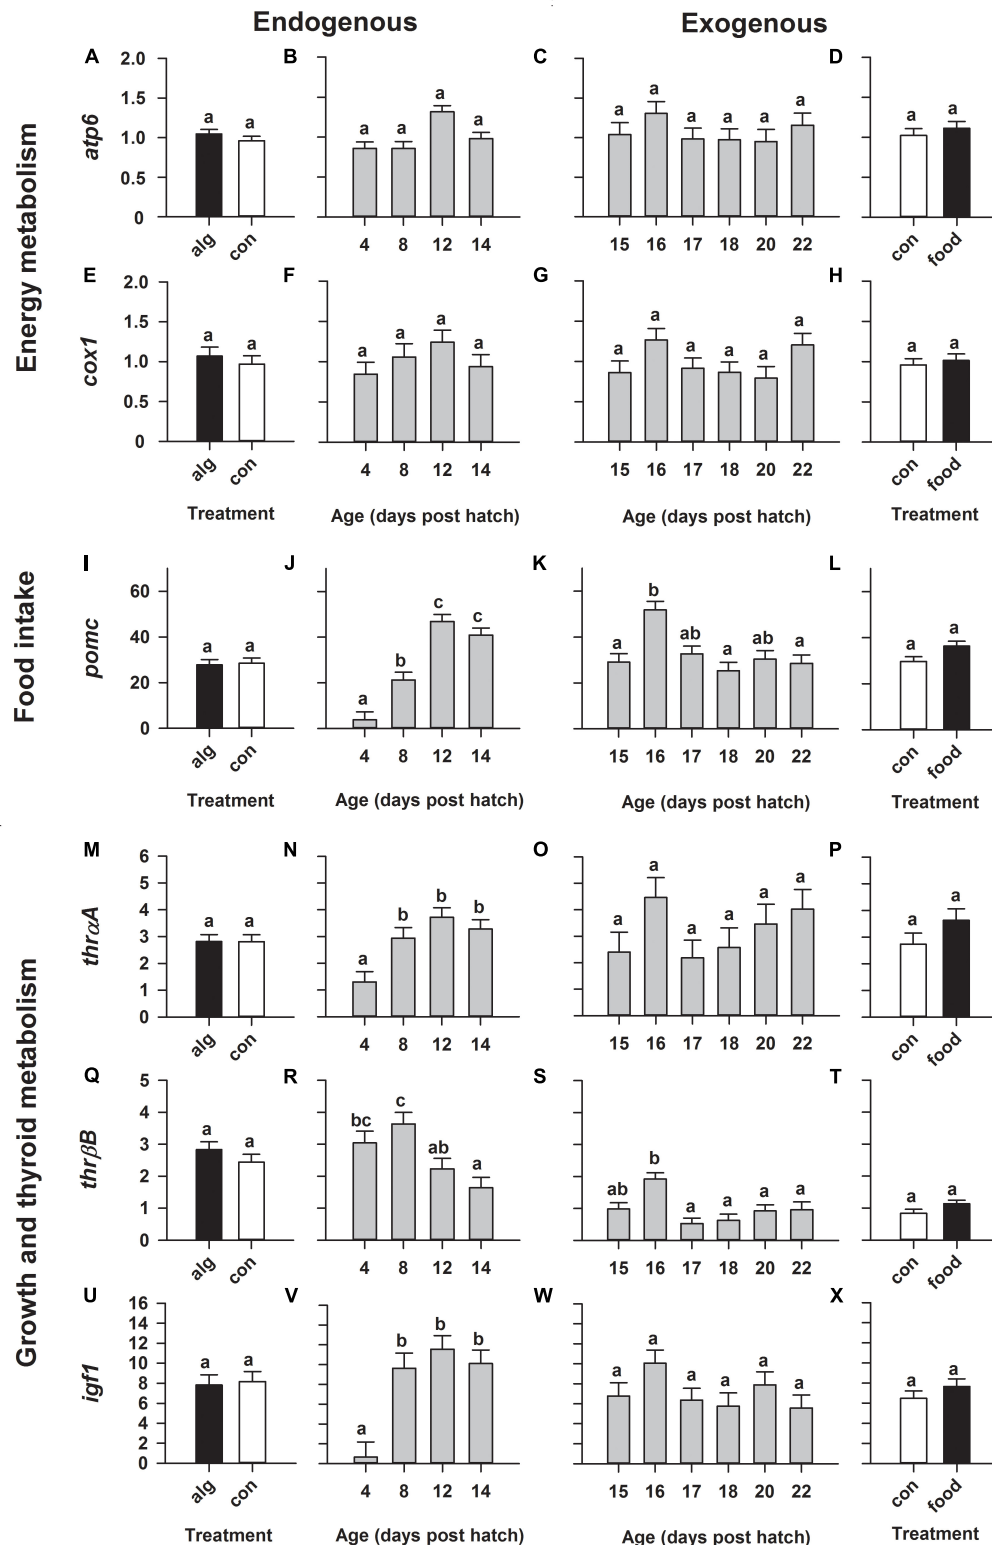 Endogenous Exogenous
Energy metabolism
A 2.0 B C D
a a a a a a a a a a a a a a
1.5
atp6
1.0
0.5
0
alg con 4 8 12 14 15 16 17 18 20 22 con food
E 2.0 F G H
a a a a a a a a a a a a a a
1.5
cox1
1.0
0.5
0
alg con 4 8 12 14 15 16 17 18 20 22 con food
Treatment Age (days post hatch) Age (days post hatch) Treatment
Food intake
I J K L
60
a a a b c c a b ab a ab a a a
40
pomc
20
0
alg con 4 8 12 14 15 16 17 18 20 22 con food
Treatment Age (days post hatch) Age (days post hatch) Treatment
Growth and thyroid metabolism
M 6 N O P
5
a a a b b b a a a a a a a a
4
thrαA
3
2
1
0
alg con 4 8 12 14 15 16 17 18 20 22 con food
Q 5 R S T
4
a a bc c ab a ab b a a a a a a
3
thrβB
2
1
0
alg con 4 8 12 14 15 16 17 18 20 22 con food
U 16 V W X
14
12
a a a b b b a a a a a a a a
10
igf1
8
6
4
2
0
alg con 4 8 12 14 15 16 17 18 20 22 con food
Treatment Age (days post hatch) Age (days post hatch) Treatment